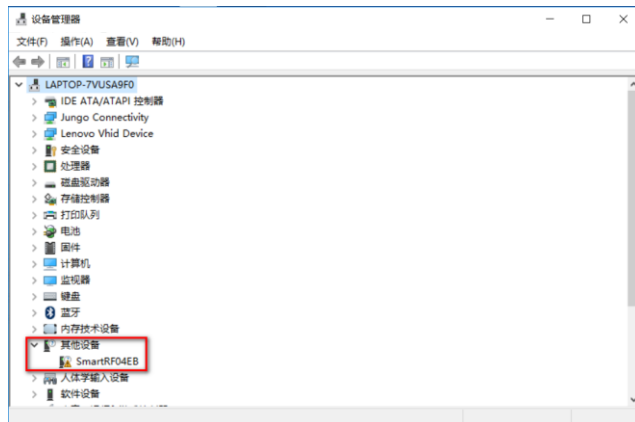 设备管理器
文件(F) 操作(A) 查看(V) 帮助(H)
LAPTOP-7VUSA9F0
IDE ATA/ATAPI 控制器
Jungo Connectivity
Lenovo Vhid Device
安全设备
处理器
磁盘驱动器
存储控制器
打印队列
电池
固件
计算机
监视器
键盘
蓝牙
内存技术设备
其他设备
SmartRF04EB
人体学输入设备
软件设备